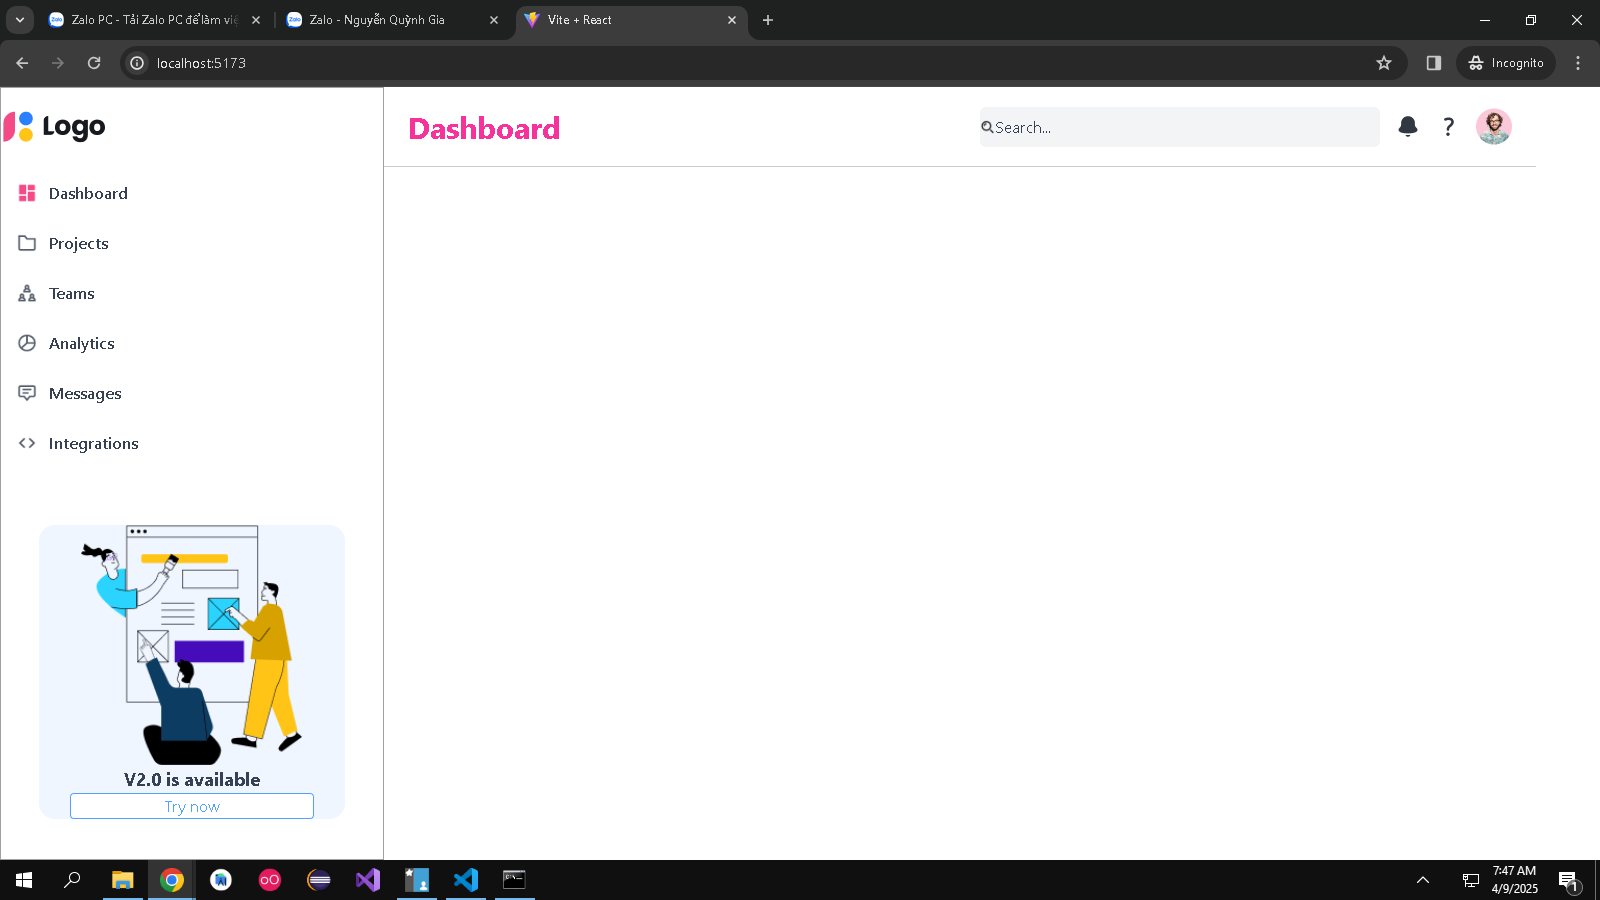 Zalo PC - Tải Zalo PC để làm việ
Zalo - Nguyễn Quỳnh Gia
Vite + React
localhost:5173
Incognito
Logo
Dashboard
Search...
?
Dashboard
Projects
Teams
Analytics
Messages
Integrations
V2.0 is available
Try now
7:47 AM
4/9/2025
1